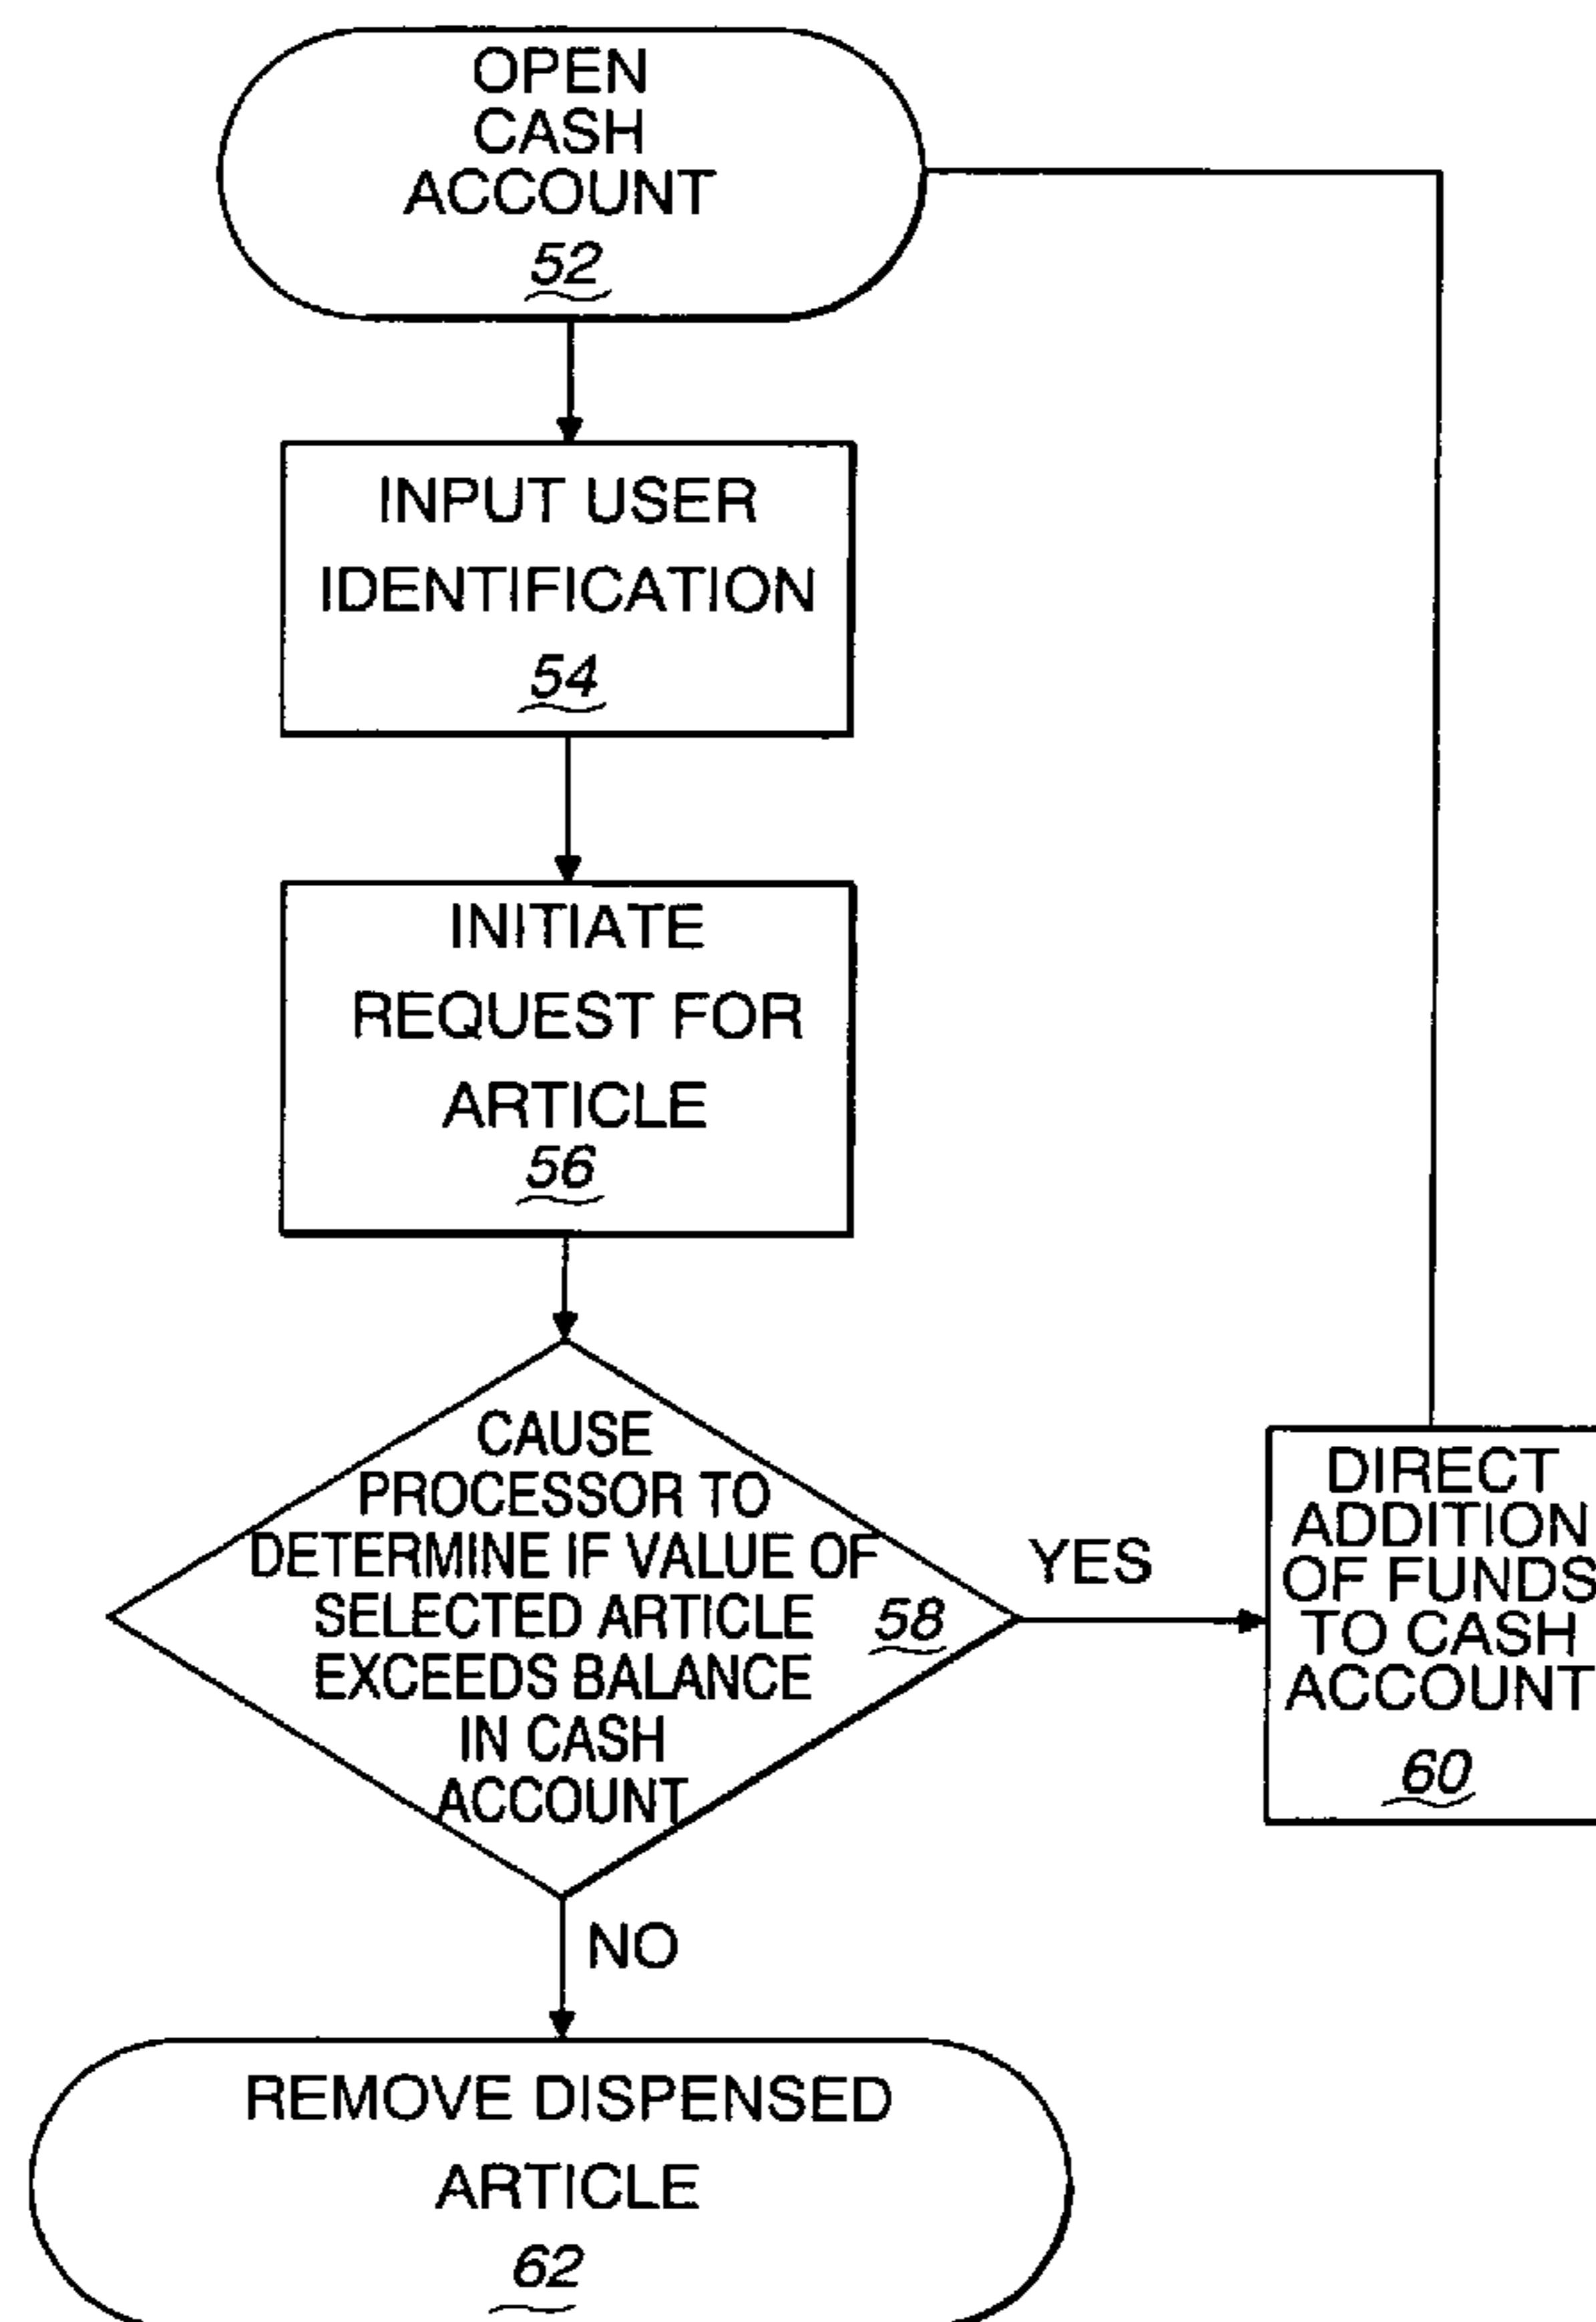 OPEN
CASH
ACCOUNT
52
INPUT USER
IDENTIFICATION
54
INITIATE
REQUEST FOR
ARTICLE
56
CAUSE
PROCESSOR TO
DETERMINE IF VALUE OF
SELECTED ARTICLE
EXCEEDS BALANCE
IN CASH
ACCOUNT
58
YES
DIRECT
ADDITION
OF FUNDS
TO CASH
ACCOUNT
60
NO
REMOVE DISPENSED
ARTICLE
62